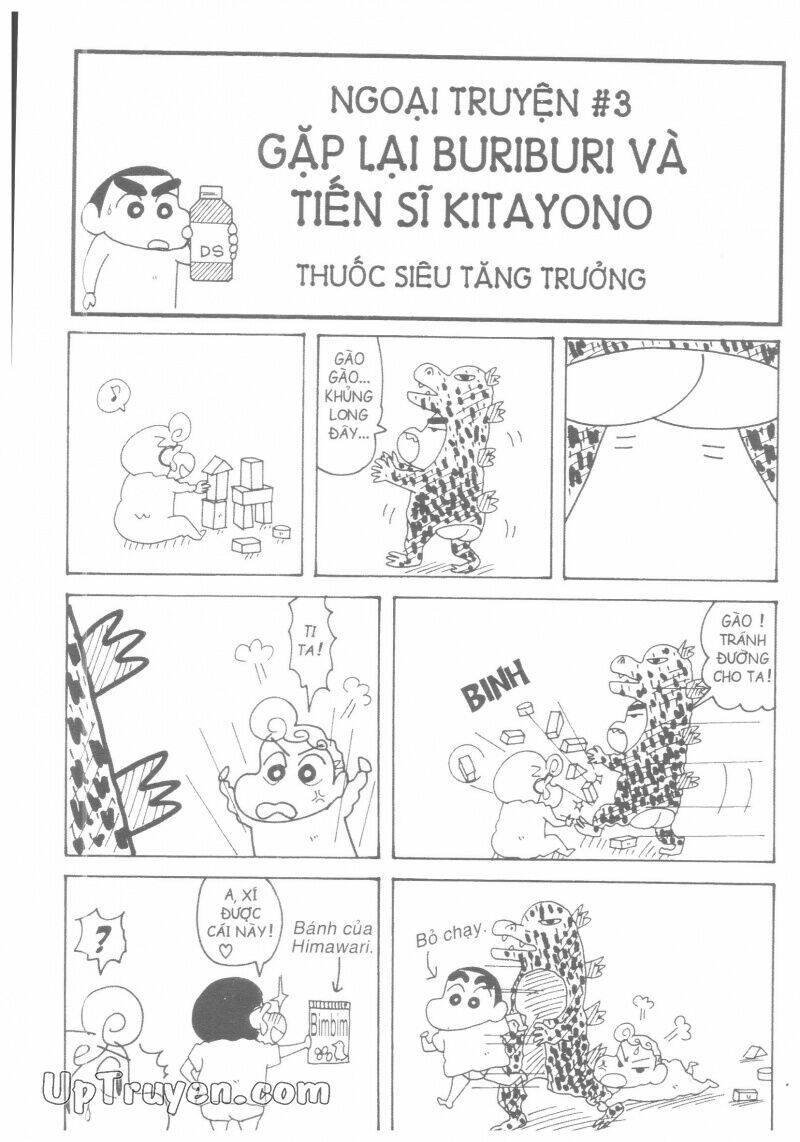 NGOẠI TRUYỆN #3
GẶP LẠI BURIBURI VÀ
TIẾN SĨ KITAYONO
THUỐC SIÊU TĂNG TRƯỞNG
DS
GÀO
GÀO...
KHỦNG
LONG
ĐÂY...
TI
TA!
BINH
GÀO !
TRÁNH
ĐƯỜNG
CHO TA!
?
A, XÍ
ĐƯỢC
CÁI NÀY!
♡
Bánh của
Himawari.
Bimbim
Bỏ chạy.
UpTruyen.com